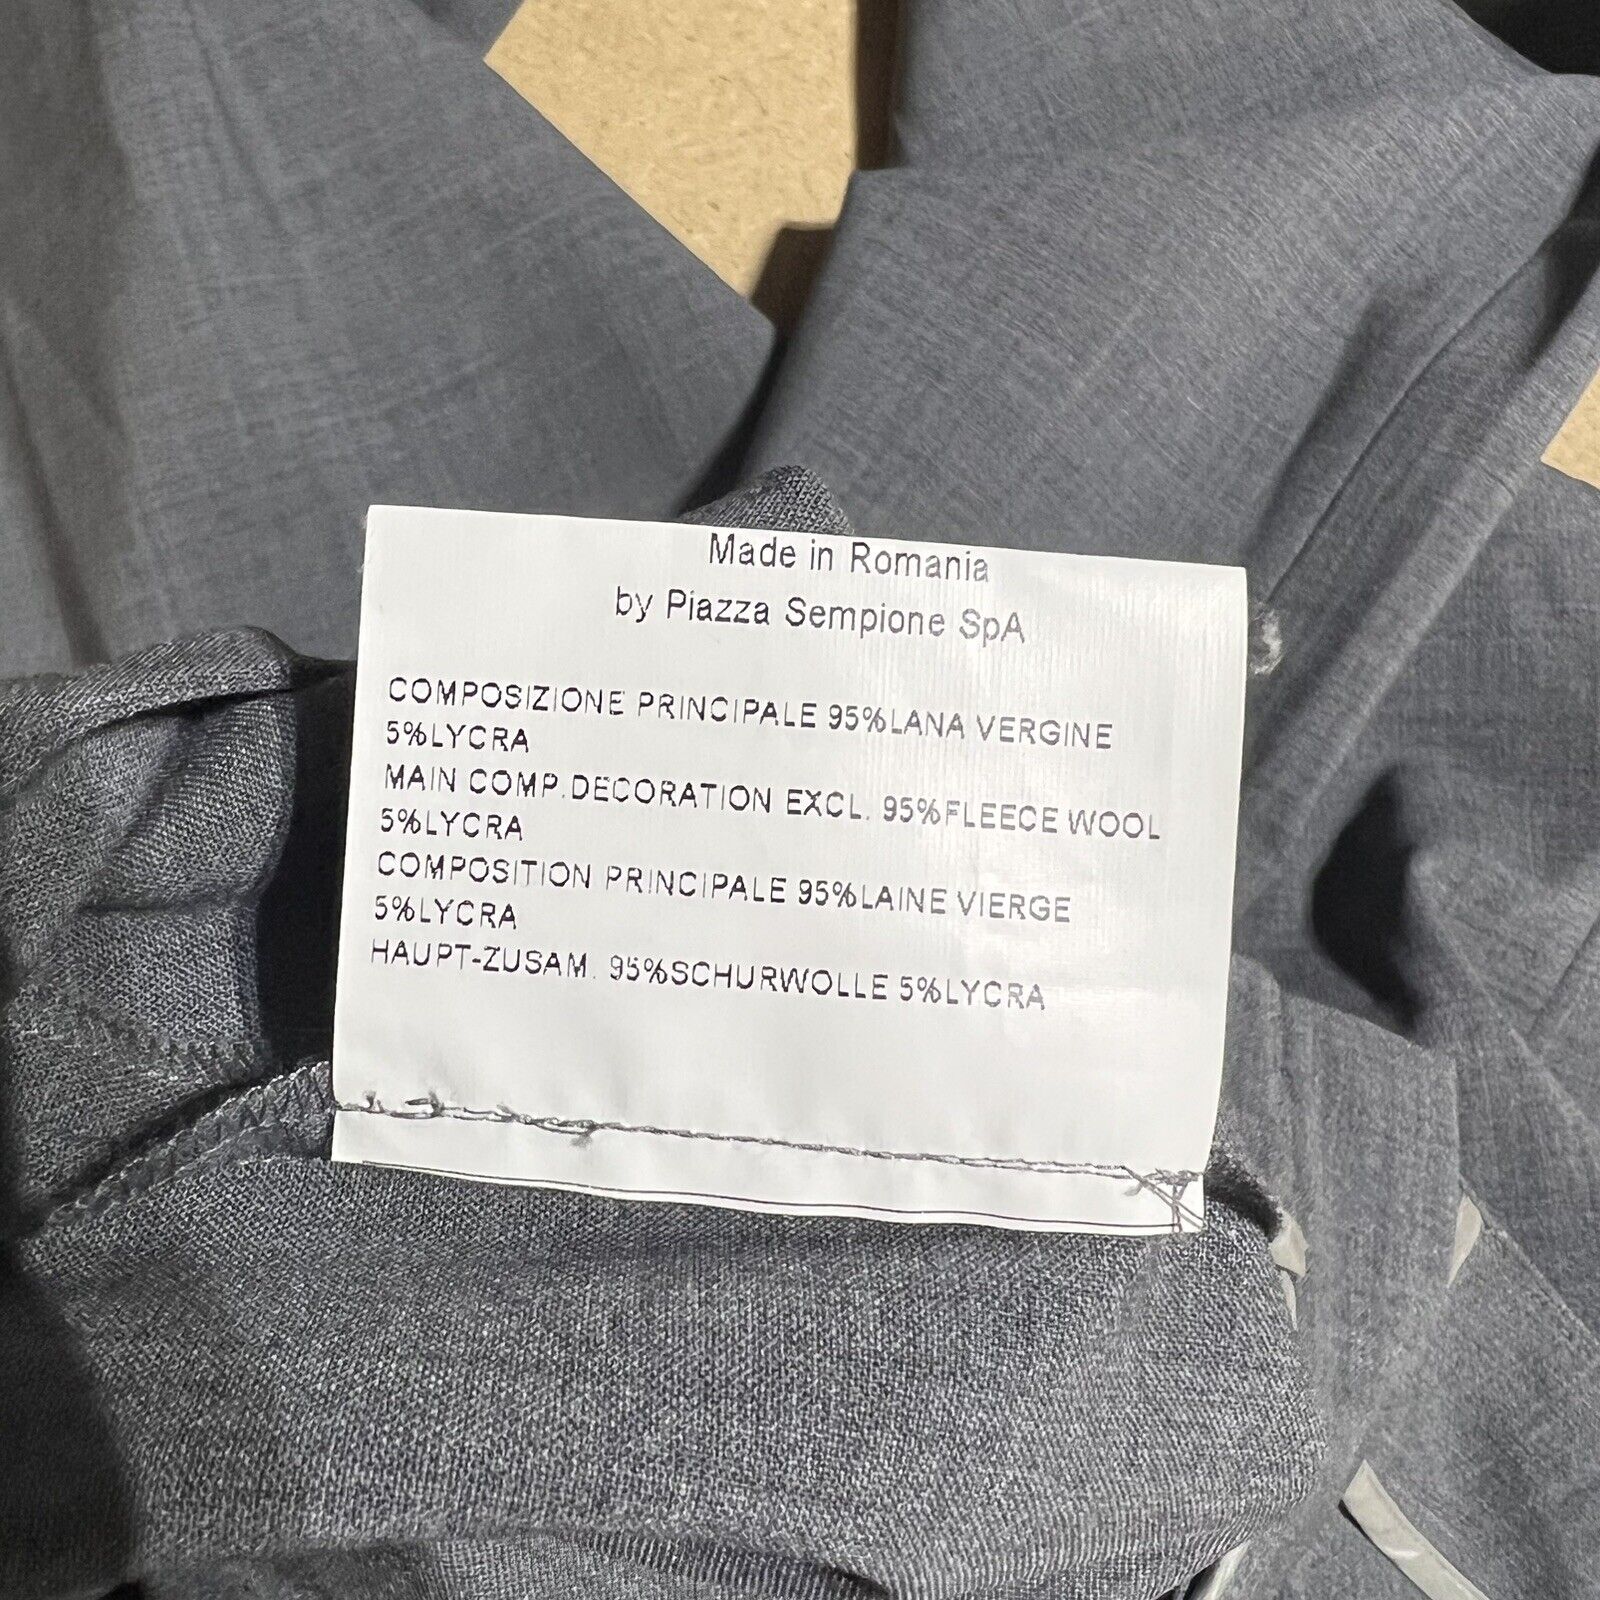 Made in Romania
by Piazza Sempione SpA
COMPOSIZIONE PRINCIPALE 95%LANA VERGINE
5%LYCRA
MAIN COMP.DECORATION EXCL. 95%FLEECE WOOL
5%LYCRA
COMPOSITION PRINCIPALE 95%LAINE VIERGE
5%LYCRA
HAUPT-ZUSAM. 95%SCHURWOLLE 5%LYCRA